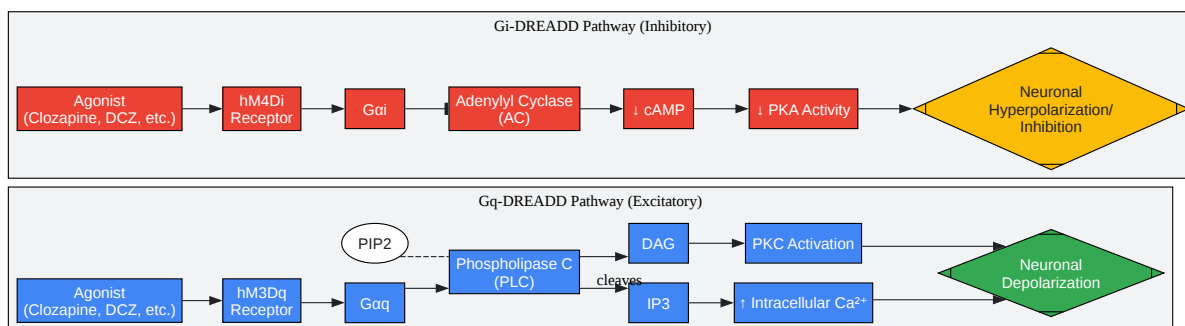 Gi-DREADD Pathway (Inhibitory)
Agonist
(Clozapine, DCZ, etc.)
hM4Di
Receptor
Gαi
Adenylyl Cyclase
(AC)
↓ cAMP
↓ PKA Activity
Neuronal
Hyperpolarization/
Inhibition
Gq-DREADD Pathway (Excitatory)
PIP2
Agonist
(Clozapine, DCZ, etc.)
hM3Dq
Receptor
Gαq
Phospholipase C
(PLC)
cleaves
DAG
PKC Activation
IP3
↑ Intracellular Ca²⁺
Neuronal
Depolarization